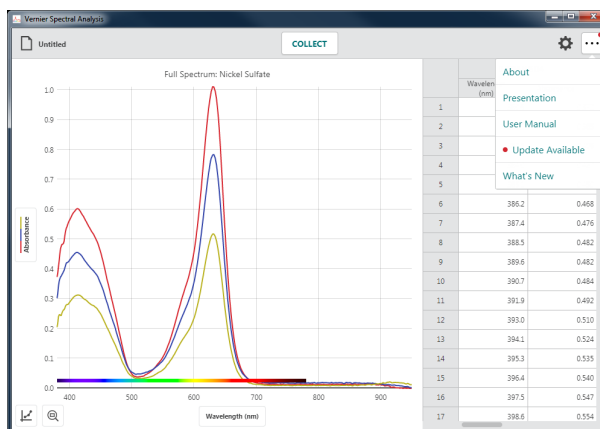 Vernier Spectral Analysis
Untitled
COLLECT
Full Spectrum: Nickel Sulfate
1.0
0.9
0.8
0.7
0.6
0.5
0.4
0.3
0.2
0.1
0.0
Absorbance
400
500
600
700
800
900
Wavelength (nm)
(nm)
1
2
3
4
5
6 386.2 0.468
7 387.4 0.476
8 388.5 0.482
9 389.6 0.482
10 390.7 0.484
11 391.9 0.492
12 393.0 0.510
13 394.1 0.524
14 395.3 0.535
15 396.4 0.540
16 397.5 0.547
17 398.6 0.554
About
Presentation
User Manual
Update Available
What's New